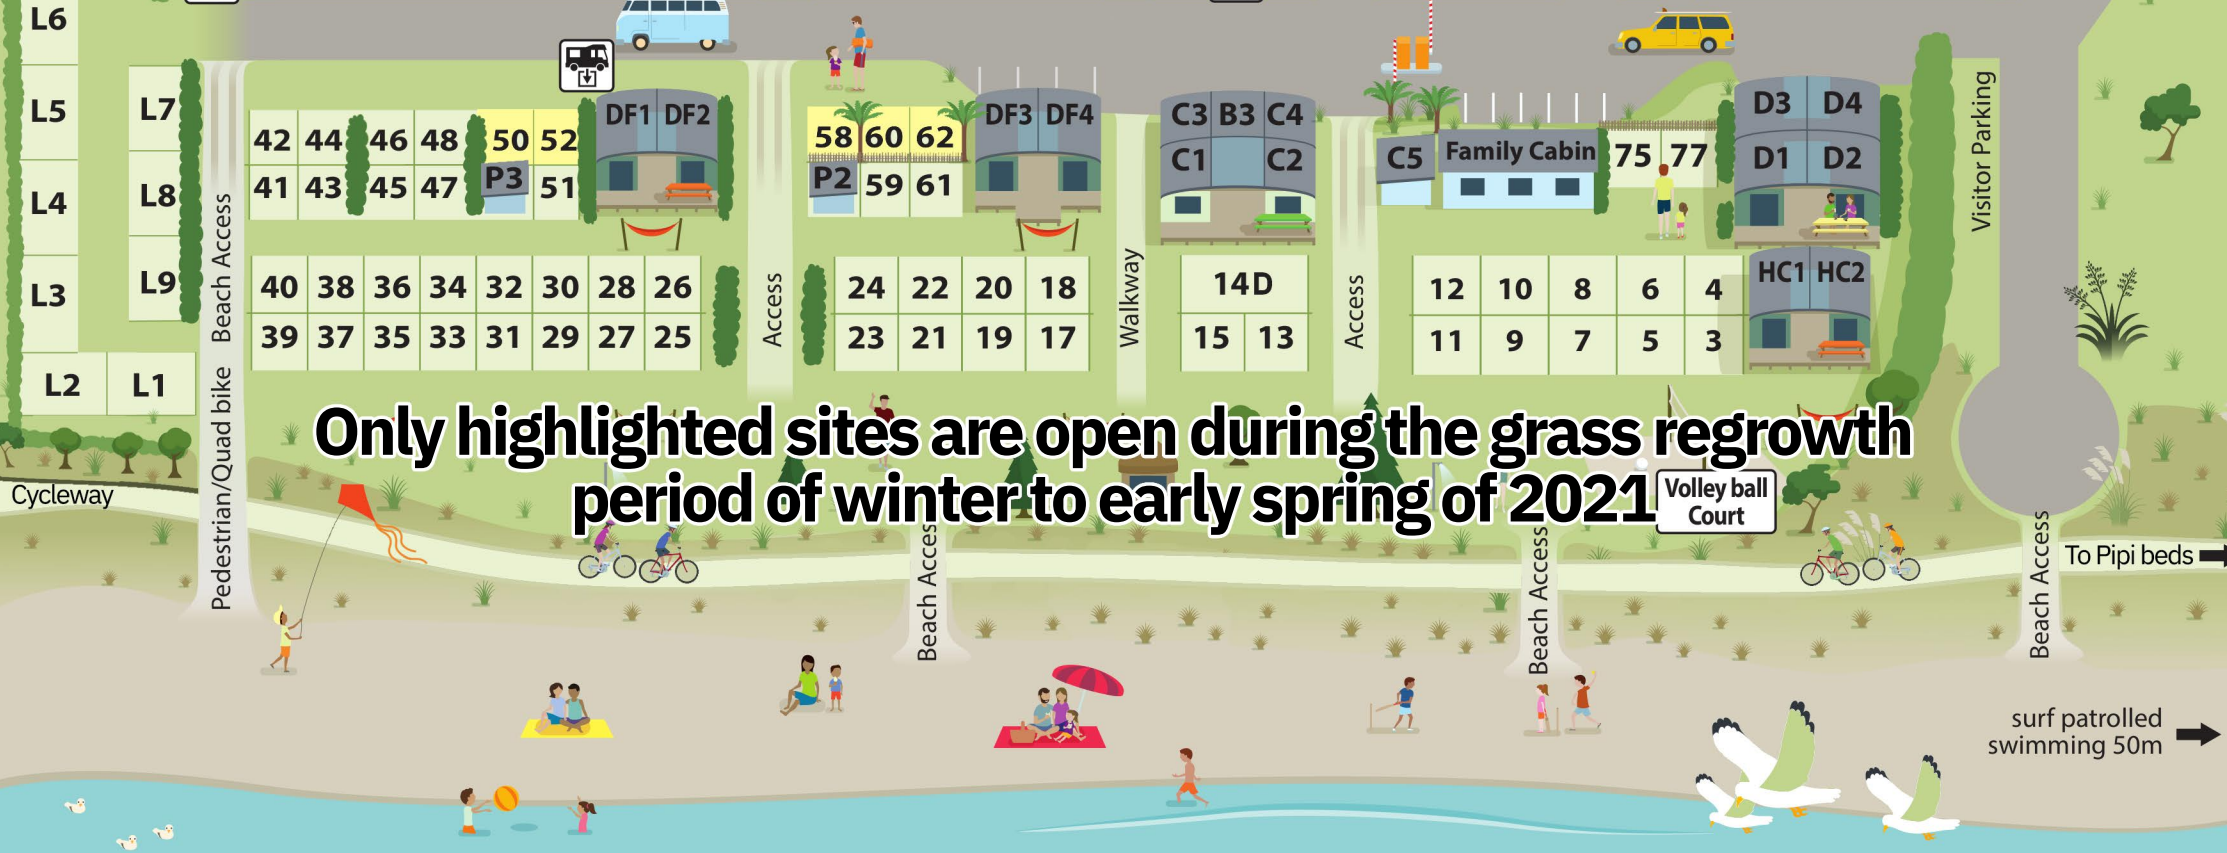 L6
L5
L7
L4
L8
L3
L9
L2 L1
Pedestrian/Quad bike Beach Access
Cycleway
42 44 46 48 50 52
41 43 45 47 P3 51
DF1 DF2
40 38 36 34 32 30 28 26
39 37 35 33 31 29 27 25
Access
58 60 62
P2 59 61
DF3 DF4
24 22 20 18
23 21 19 17
Walkway
C3 B3 C4
C1 C2
14D
15 13
Access
C5 Family Cabin 75 77
D3 D4
D1 D2
12 10 8 6 4
11 9 7 5 3
HC1 HC2
Visitor Parking
Only highlighted sites are open during the grass regrowth
period of winter to early spring of 2021
Volley ball
Court
Beach Access
Beach Access
Beach Access
To Pipi beds
surf patrolled
swimming 50m